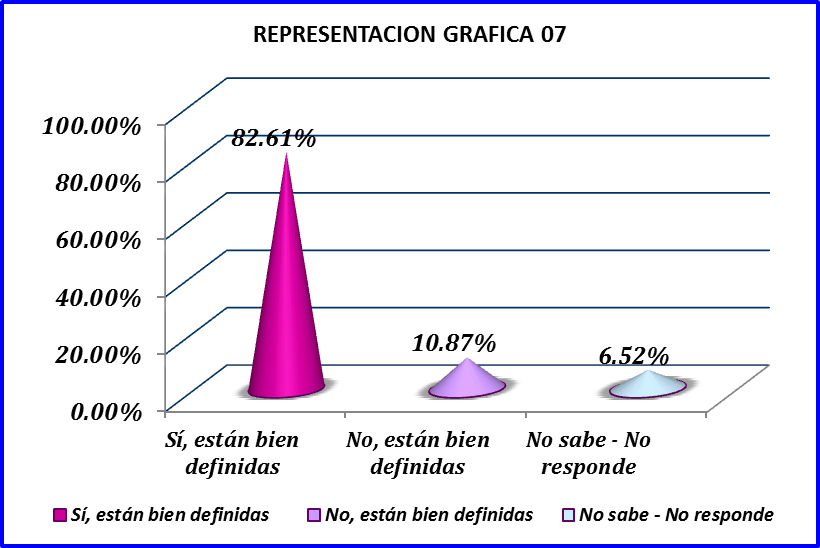 REPRESENTACION GRAFICA 07
100.00%
80.00%
60.00%
40.00%
20.00%
0.00%
82.61%
10.87%
6.52%
Sí, están bien
definidas
No, están bien
definidas
No sabe - No
responde
Sí, están bien definidas
No, están bien definidas
No sabe - No responde